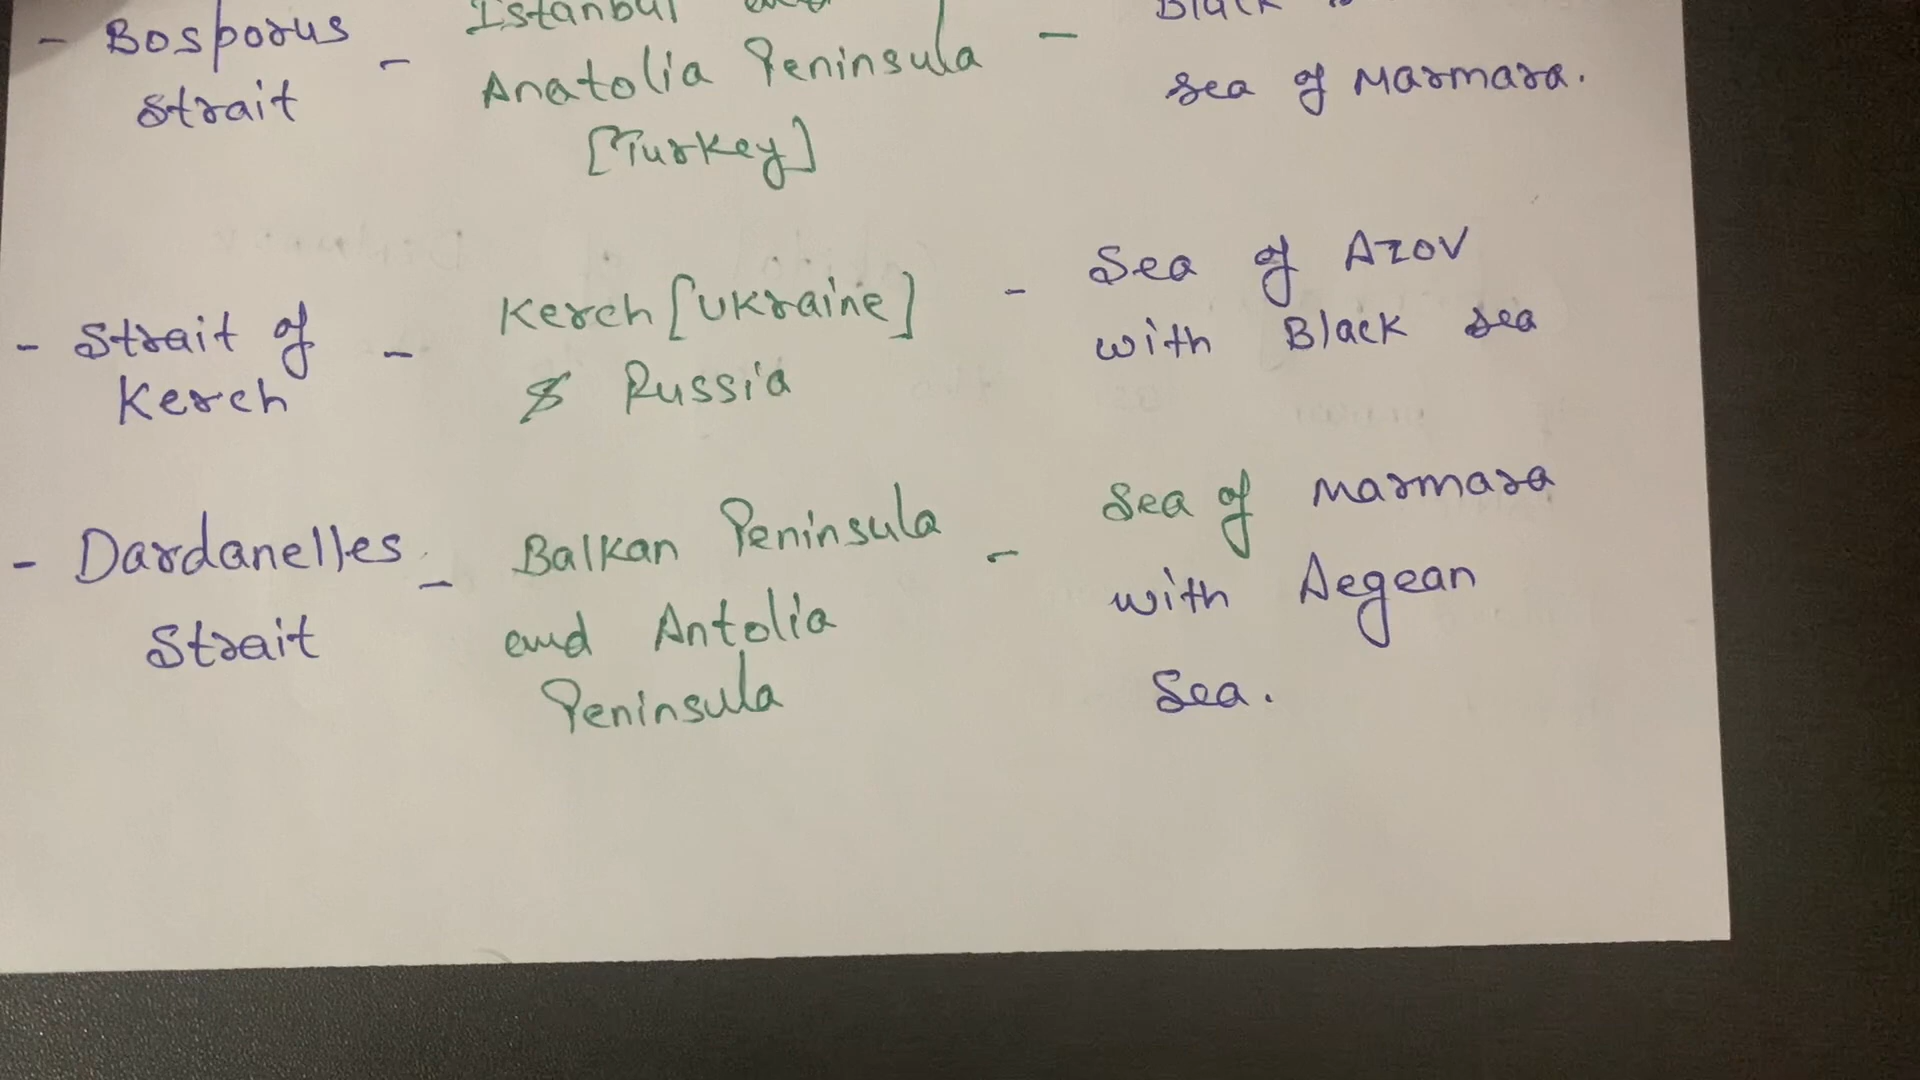 - Bosporus - Istanbul and - Black
Strait Anatolia Peninsula Sea of Marmara.
[Turkey]
- Strait of - Kerch [Ukraine] - Sea of Azov
Kerch & Russia with Black sea
- Dardanelles - Balkan Peninsula - Sea of Marmara
Strait and Antolia with Aegean
Peninsula Sea.